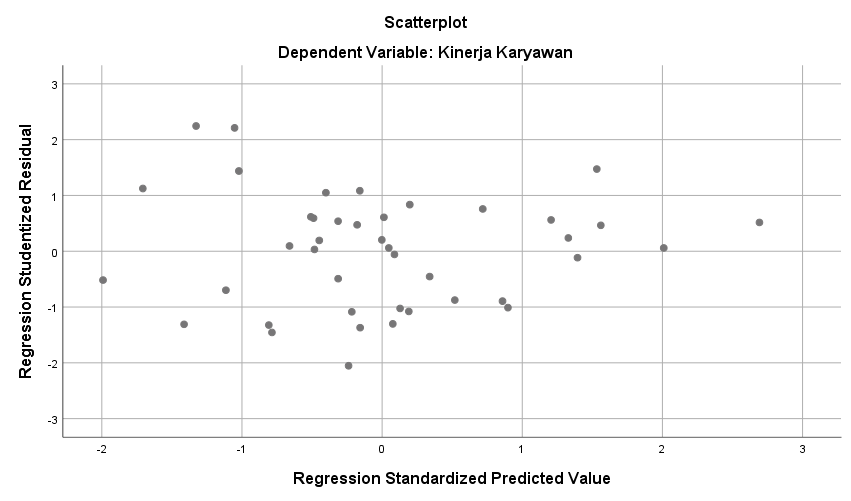 Scatterplot
Dependent Variable: Kinerja Karyawan
Regression Studentized Residual
3
2
1
0
-1
-2
-3
-2 -1 0 1 2 3
Regression Standardized Predicted Value